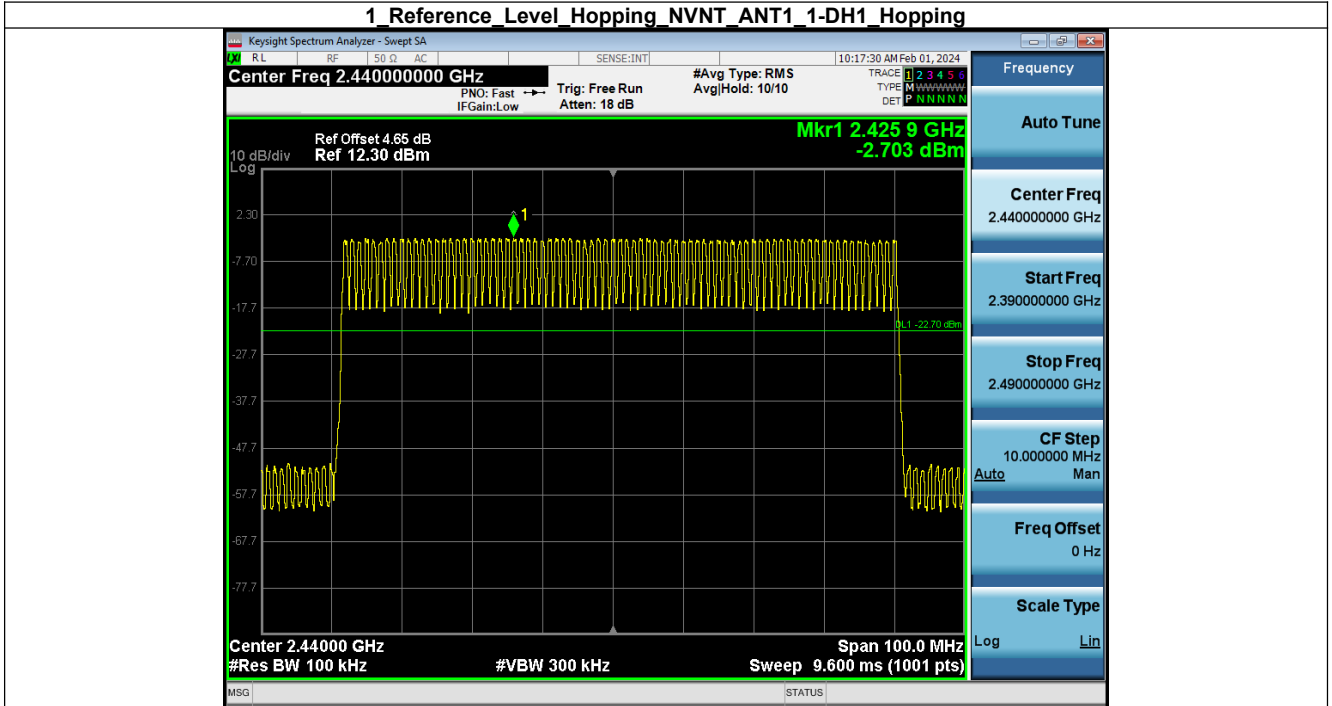 1_Reference_Level_Hopping_NVNT_ANT1_1-DH1_Hopping
Keysight Spectrum Analyzer - Swept SA
LXI RL RF 50 Ω AC SENSE:INT 10:17:30 AM Feb 01, 2024
Center Freq 2.440000000 GHz
PNO: Fast
IFGain:Low
Trig: Free Run
Atten: 18 dB
#Avg Type: RMS
Avg|Hold: 10/10
TRACE 1 2 3 4 5 6
TYPE M W W W W W
DET P N N N N N
Mkr1 2.425 9 GHz
-2.703 dBm
Ref Offset 4.65 dB
10 dB/div Ref 12.30 dBm
Log
1
2.30
-7.70
-17.7
DL1 -22.70 dBm
-27.7
-37.7
-47.7
-57.7
-67.7
-77.7
Center 2.44000 GHz Span 100.0 MHz
#Res BW 100 kHz #VBW 300 kHz Sweep 9.600 ms (1001 pts)
MSG STATUS
Frequency
Auto Tune
Center Freq
2.440000000 GHz
Start Freq
2.390000000 GHz
Stop Freq
2.490000000 GHz
CF Step
10.000000 MHz
Auto Man
Freq Offset
0 Hz
Scale Type
Log Lin